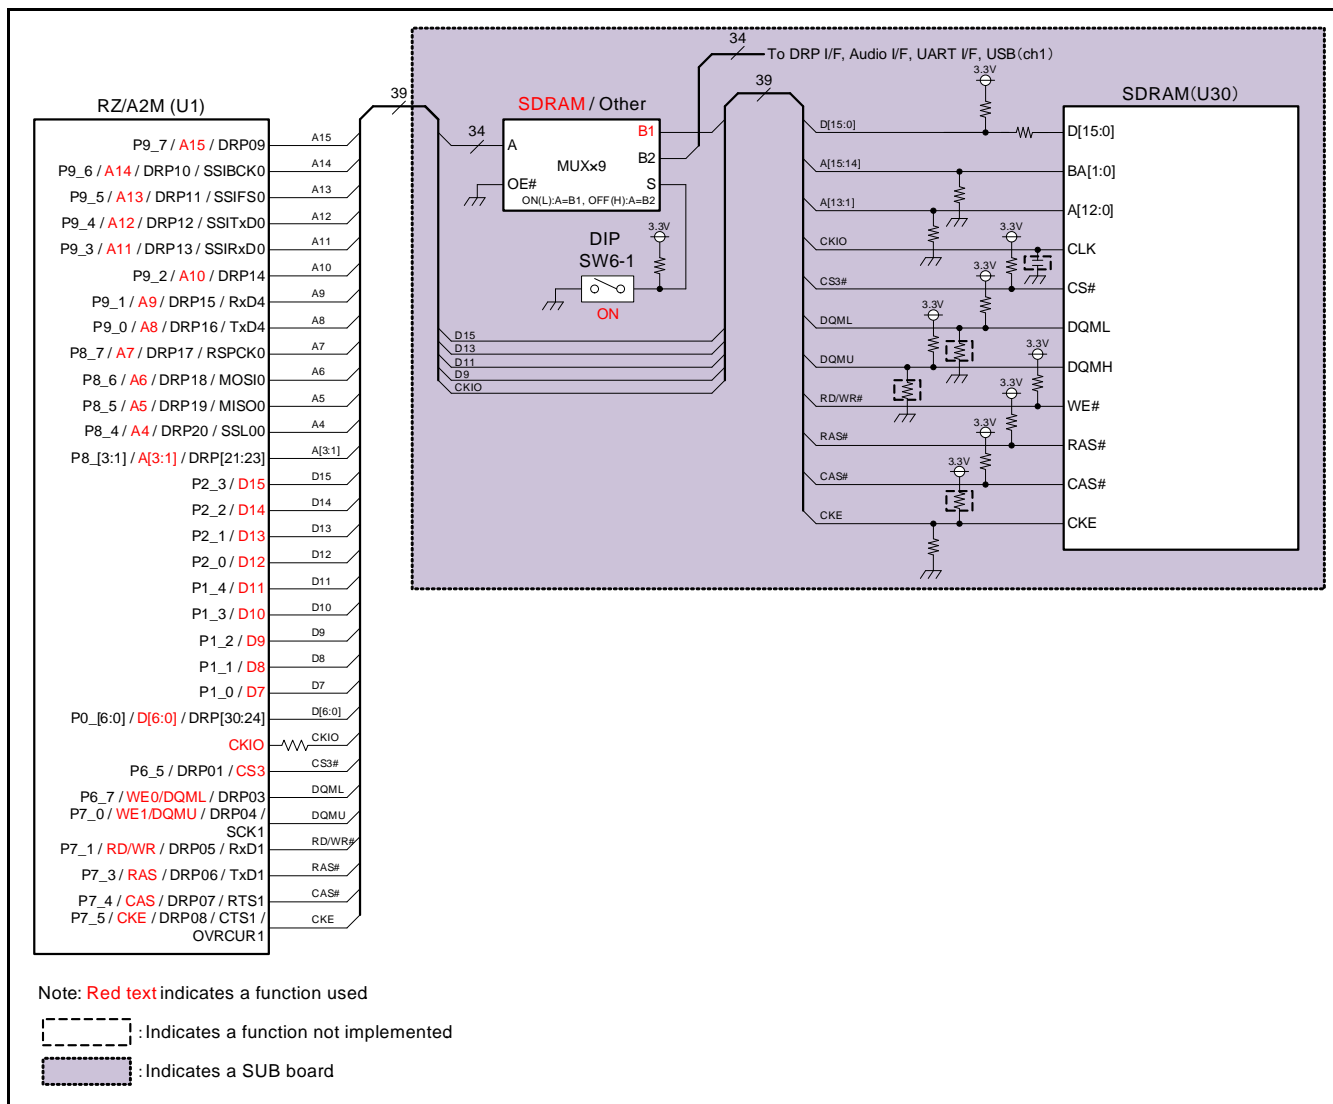 RZ/A2M (U1)
P9_7 / A15 / DRP09
P9_6 / A14 / DRP10 / SSIBCK0
P9_5 / A13 / DRP11 / SSIFS0
P9_4 / A12 / DRP12 / SSITxD0
P9_3 / A11 / DRP13 / SSIRxD0
P9_2 / A10 / DRP14
P9_1 / A9 / DRP15 / RxD4
P9_0 / A8 / DRP16 / TxD4
P8_7 / A7 / DRP17 / RSPCK0
P8_6 / A6 / DRP18 / MOSI0
P8_5 / A5 / DRP19 / MISO0
P8_4 / A4 / DRP20 / SSL00
P8_[3:1] / A[3:1] / DRP[21:23]
P2_3 / D15
P2_2 / D14
P2_1 / D13
P2_0 / D12
P1_4 / D11
P1_3 / D10
P1_2 / D9
P1_1 / D8
P1_0 / D7
P0_[6:0] / D[6:0] / DRP[30:24]
CKIO
P6_5 / DRP01 / CS3
P6_7 / WE0/DQML / DRP03
P7_0 / WE1/DQMU / DRP04 /
SCK1
P7_1 / RD/WR / DRP05 / RxD1
P7_3 / RAS / DRP06 / TxD1
P7_4 / CAS / DRP07 / RTS1
P7_5 / CKE / DRP08 / CTS1 /
OVRCUR1
A15
A14
A13
A12
A11
A10
A9
A8
A7
A6
A5
A4
A[3:1]
D15
D14
D13
D12
D11
D10
D9
D8
D7
D[6:0]
CKIO
CS3#
DQML
DQMU
RD/WR#
RAS#
CAS#
CKE
39
34
SDRAM / Other
A
OE#
MUX×9
B1
B2
S
ON(L):A=B1, OFF(H):A=B2
DIP
SW6-1
ON
3.3V
D15
D13
D11
D9
CKIO
34
To DRP I/F, Audio I/F, UART I/F, USB(ch1)
39
D[15:0]
A[15:14]
A[13:1]
CKIO
CS3#
DQML
DQMU
RD/WR#
RAS#
CAS#
CKE
3.3V
3.3V
3.3V
3.3V
3.3V
3.3V
3.3V
3.3V
SDRAM(U30)
D[15:0]
BA[1:0]
A[12:0]
CLK
CS#
DQML
DQMH
WE#
RAS#
CAS#
CKE
Note: Red text indicates a function used
: Indicates a function not implemented
: Indicates a SUB board